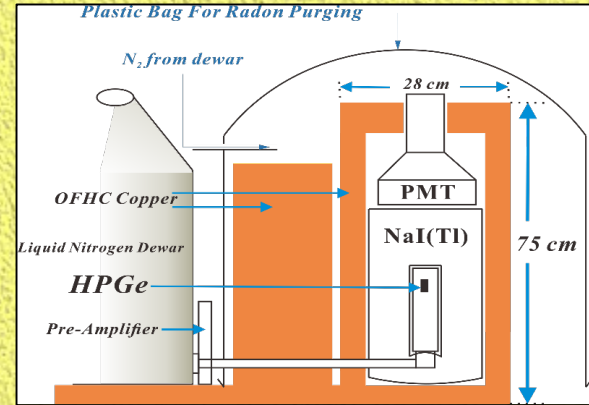 Plastic Bag For Radon Purging
N₂ from dewar
28 cm
OFHC Copper
PMT
Liquid Nitrogen Dewar
NaI(Tl)
75 cm
HPGe
Pre-Amplifier